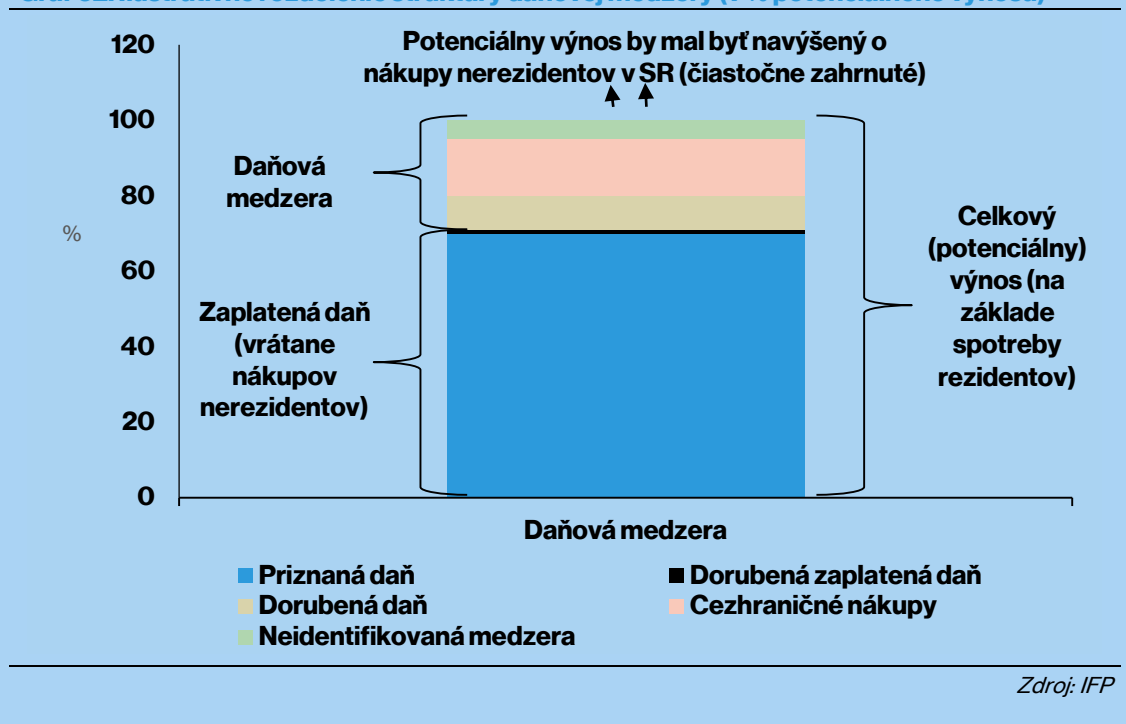 120
Potenciálny výnos by mal byť navýšený o
nákupy nerezidentov v SR (čiastočne zahrnuté)
100
Daňová
medzera
80
%
Celkový
(potenciálny)
výnos (na
základe
spotreby
rezidentov)
60
Zaplatená daň
(vrátane
nákupov
nerezidentov)
40
20
0
Daňová medzera
Priznaná daň
Dorubená zaplatená daň
Dorubená daň
Cezhraničné nákupy
Neidentifikovaná medzera
Zdroj: IFP